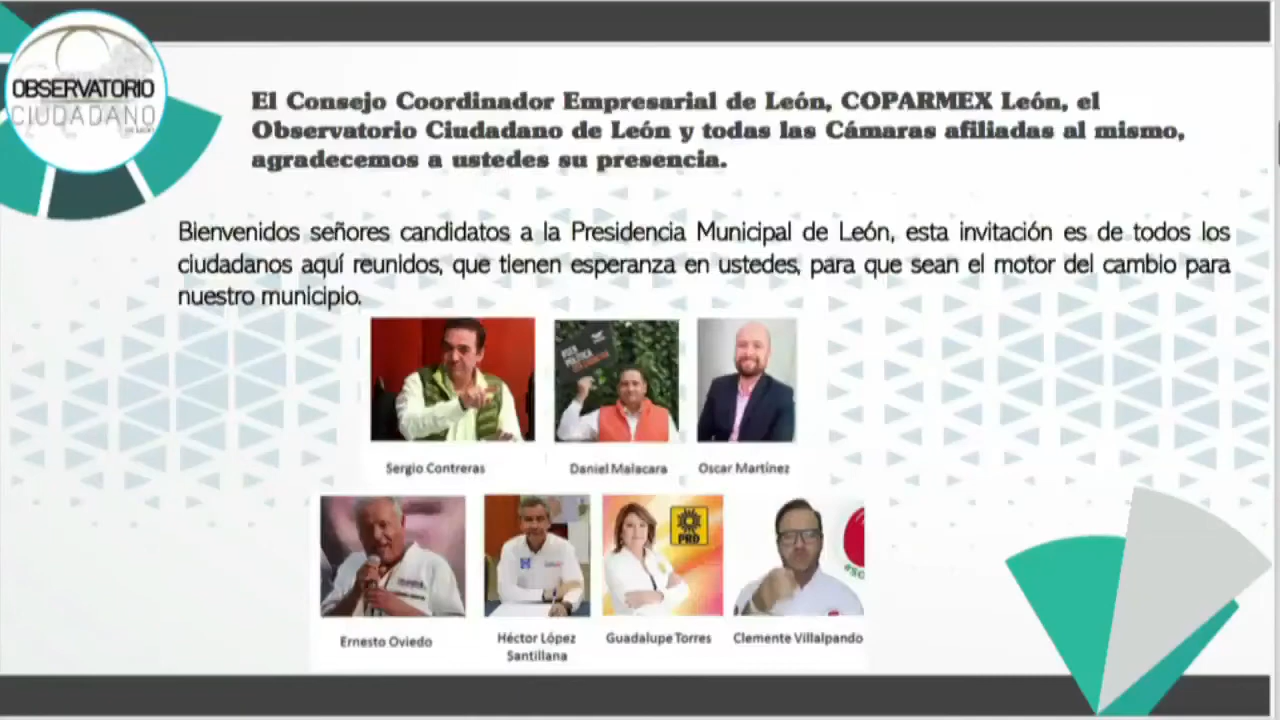 OBSERVATORIO
CIUDADANO
El Consejo Coordinador Empresarial de León, COPARMEX León, el
Observatorio Ciudadano de León y todas las Cámaras afiliadas al mismo,
agradecemos a ustedes su presencia.
Bienvenidos señores candidatos a la Presidencia Municipal de León, esta invitación es de todos los
ciudadanos aquí reunidos, que tienen esperanza en ustedes, para que sean el motor del cambio para
nuestro municipio.
Sergio Contreras
Daniel Malacara
Oscar Martínez
PRD
Ernesto Oviedo
Héctor López
Santillana
Guadalupe Torres
Clemente Villalpando